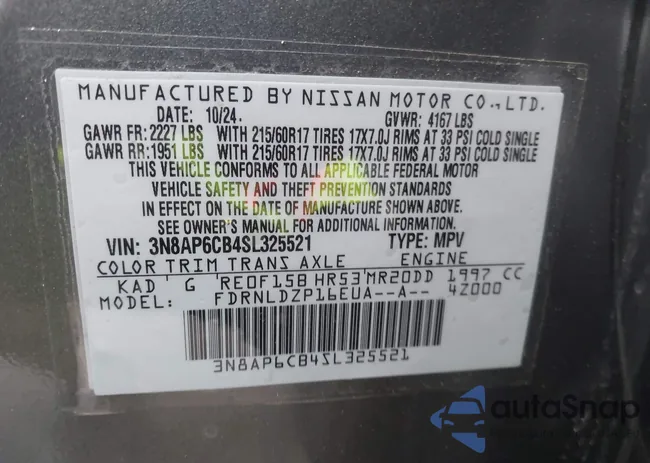 MANUFACTURED BY NISSAN MOTOR CO.,LTD.
DATE: 10/24. GVWR: 4167 LBS
GAWR FR: 2227 LBS WITH 215/60R17 TIRES 17X7.0J RIMS AT 33 PSI COLD SINGLE
GAWR RR: 1951 LBS WITH 215/60R17 TIRES 17X7.0J RIMS AT 33 PSI COLD SINGLE
THIS VEHICLE CONFORMS TO ALL APPLICABLE FEDERAL MOTOR
VEHICLE SAFETY AND THEFT PREVENTION STANDARDS
IN EFFECT ON THE DATE OF MANUFACTURE SHOWN ABOVE.
SEE OWNER'S MANUAL FOR ADDITIONAL INFORMATION.
VIN: 3N8AP6CB4SL325521 TYPE: MPV
COLOR TRIM TRANS AXLE ENGINE
KAD G RE0F15B HR53 MR20DD 1997 CC
MODEL: FDRNLDZP16EUA--A-- 4Z000
3N8AP6CB4SL325521
autoSnap